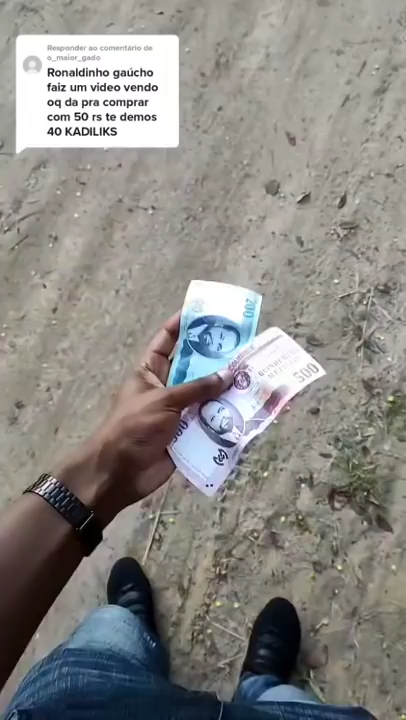 Responder ao comentário de
o_maior_gado
Ronaldinho gaúcho
faiz um video vendo
oq da pra comprar
com 50 rs te demos
40 KADILIKS
200
500